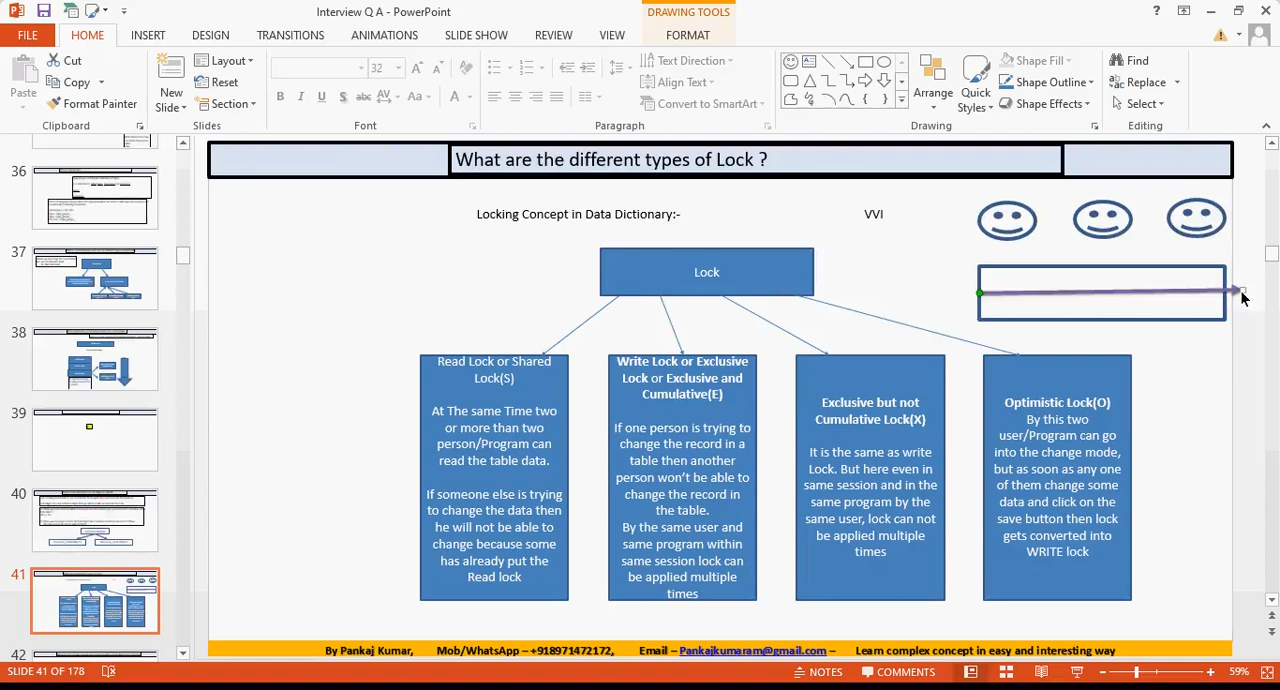 Interview Q A - PowerPoint
DRAWING TOOLS
?
FILE HOME INSERT DESIGN TRANSITIONS ANIMATIONS SLIDE SHOW REVIEW VIEW FORMAT
Paste
Cut
Copy
Format Painter
Clipboard
New
Slide
Layout
Reset
Section
Slides
32
B I U S abc AV Aa A
Font
Text Direction
Align Text
Convert to SmartArt
Paragraph
Arrange
Quick
Styles
Shape Fill
Shape Outline
Shape Effects
Drawing
Find
Replace
Select
Editing
36
37
38
39
40
41
42
What are the different types of Lock ?
Locking Concept in Data Dictionary:- VVI
Lock
Read Lock or Shared
Lock(S)
At The same Time two
or more than two
person/Program can
read the table data.
If someone else is trying
to change the data then
he will not be able to
change because some
has already put the
Read lock
Write Lock or Exclusive
Lock or Exclusive and
Cumulative(E)
If one person is trying to
change the record in a
table then another
person won't be able to
change the record in
the table.
By the same user and
same program within
same session lock can
be applied multiple
times
Exclusive but not
Cumulative Lock(X)
It is the same as write
Lock. But here even in
same session and in the
same program by the
same user, lock can not
be applied multiple
times
Optimistic Lock(O)
By this two
user/Program can go
into the change mode,
but as soon as any one
of them change some
data and click on the
save button then lock
gets converted into
WRITE lock
By Pankaj Kumar, Mob/WhatsApp – +918971472172, Email – Pankajkumaram@gmail.com – Learn complex concept in easy and interesting way
SLIDE 41 OF 178
NOTES
COMMENTS
59%